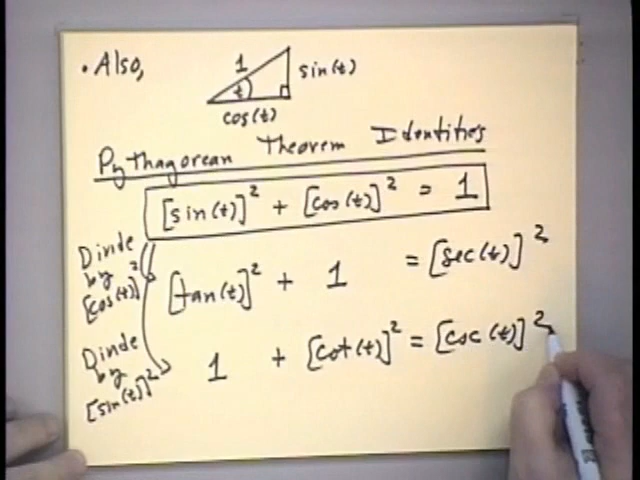 • Also,
1
t
sin(t)
cos(t)
Pythagorean Theorem Identities
[sin(t)]² + [cos(t)]² = 1
Divide
by
[cos(t)]²
[tan(t)]² + 1 = [sec(t)]²
Divide
by
[sin(t)]²
1 + [cot(t)]² = [csc(t)]²